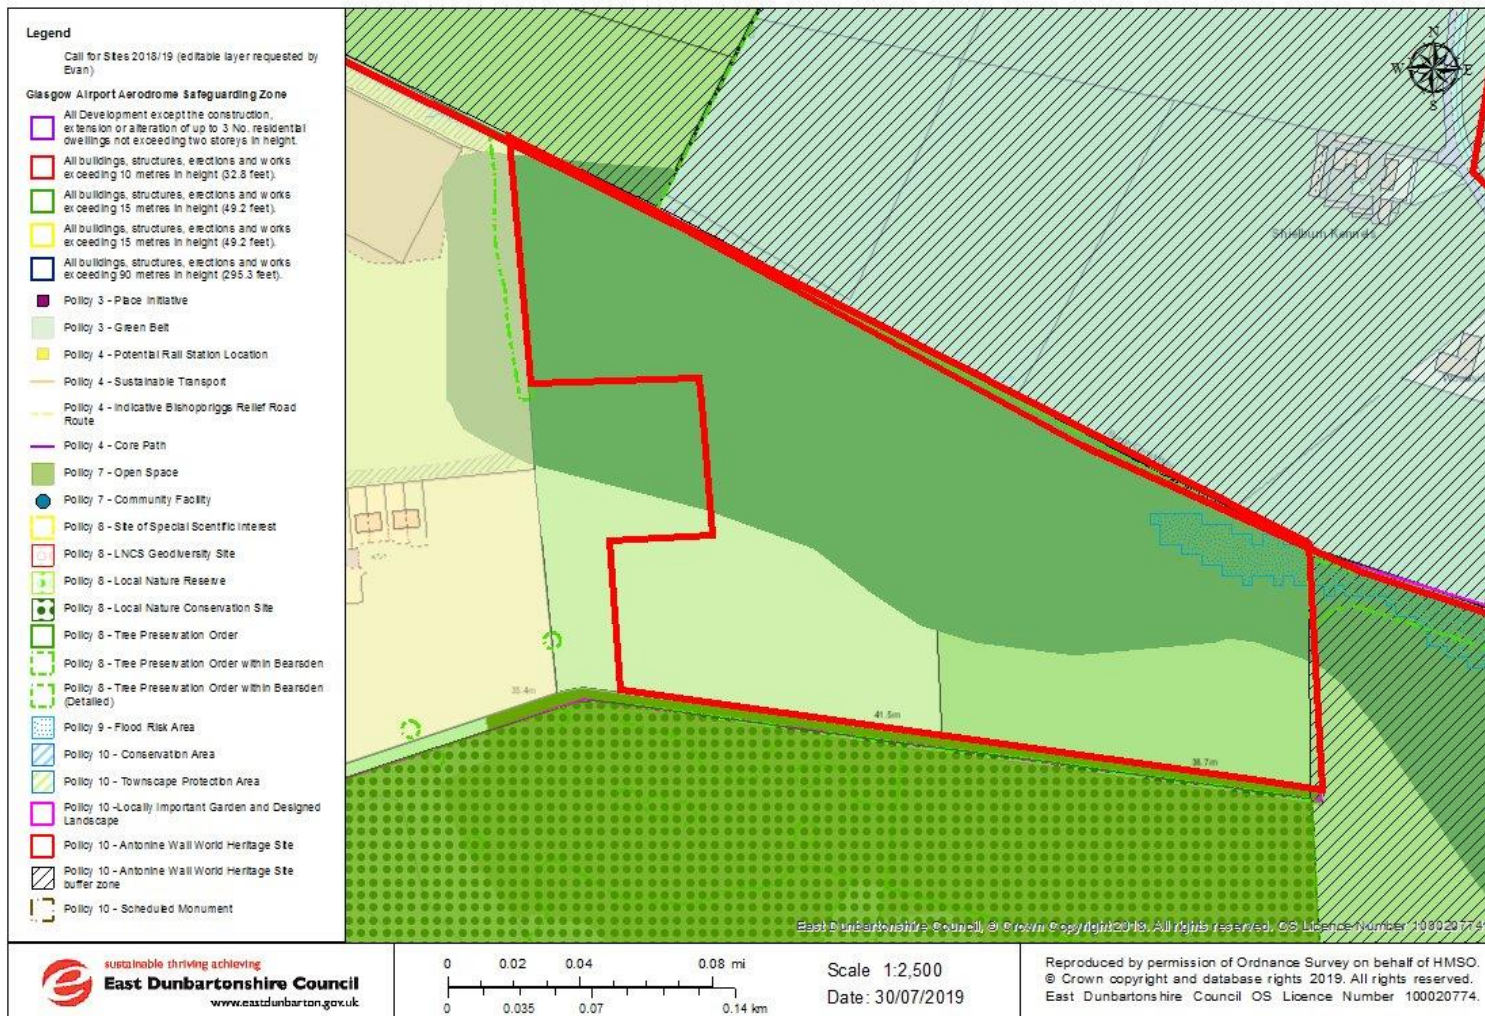 Legend
Call for Sites 2018/19 (editable layer requested by
Evan)
Glasgow Airport Aerodrome Safeguarding Zone
All Development except the construction,
extension or alteration of up to 3 No. residential
dwellings not exceeding two storeys in height.
All buildings, structures, erections and works
exceeding 10 metres in height (32.8 feet).
All buildings, structures, erections and works
exceeding 15 metres in height (49.2 feet).
All buildings, structures, erections and works
exceeding 15 metres in height (49.2 feet).
All buildings, structures, erections and works
exceeding 90 metres in height (295.3 feet).
Policy 3 - Place Initiative
Policy 3 - Green Belt
Policy 4 - Potential Rail Station Location
Policy 4 - Sustainable Transport
Policy 4 - Indicative Bishopbriggs Relief Road
Route
Policy 4 - Core Path
Policy 7 - Open Space
Policy 7 - Community Facility
Policy 8 - Site of Special Scientific Interest
Policy 8 - LNCS Geodiversity Site
Policy 8 - Local Nature Reserve
Policy 8 - Local Nature Conservation Site
Policy 8 - Tree Preservation Order
Policy 8 - Tree Preservation Order within Bearsden
Policy 8 - Tree Preservation Order within Bearsden
(Detailed)
Policy 9 - Flood Risk Area
Policy 10 - Conservation Area
Policy 10 - Townscape Protection Area
Policy 10 -Locally Important Garden and Designed
Landscape
Policy 10 - Antonine Wall World Heritage Site
Policy 10 - Antonine Wall World Heritage Site
buffer zone
Policy 10 - Scheduled Monument
N
W E
S
Shielburn Kennels
35.4m
41.5m
38.7m
East Dunbartonshire Council, © Crown Copyright 2018. All rights reserved. OS Licence Number 100020774
sustainable thriving achieving
East Dunbartonshire Council
www.eastdunbarton.gov.uk
0 0.02 0.04 0.08 mi
0 0.035 0.07 0.14 km
Scale 1:2,500
Date: 30/07/2019
Reproduced by permission of Ordnance Survey on behalf of HMSO.
© Crown copyright and database rights 2019. All rights reserved.
East Dunbartonshire Council OS Licence Number 100020774.